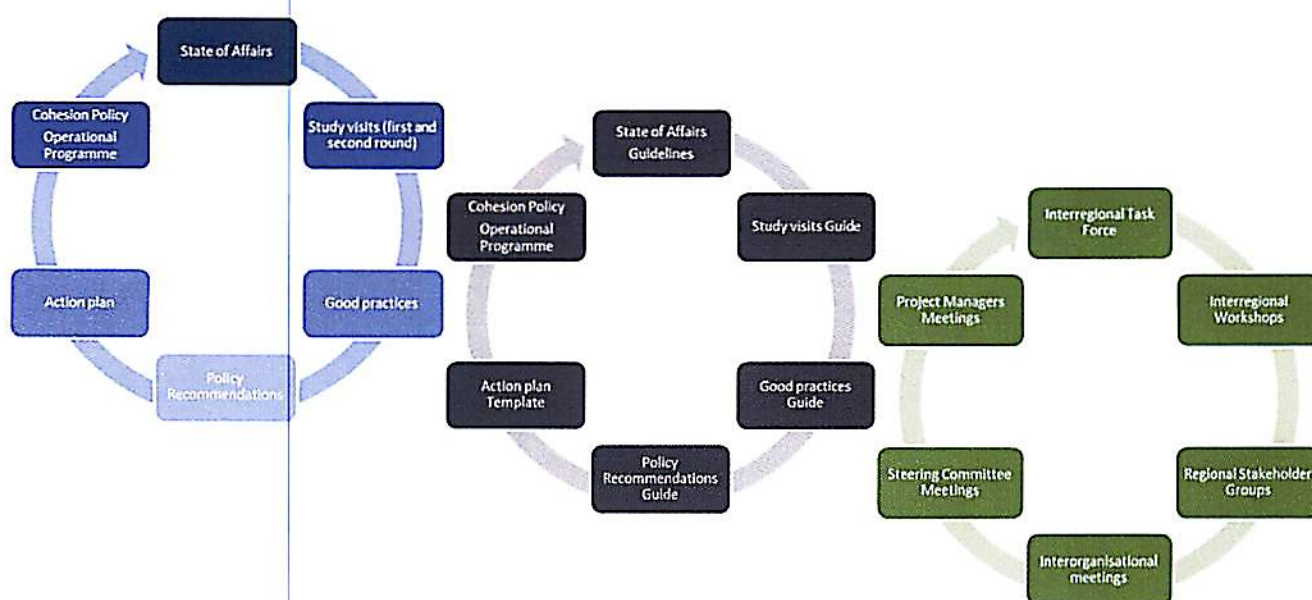 State of Affairs
Study visits (first and
second round)
Good practices
Policy
Recommendations
Action plan
Cohesion Policy
Operational
Programme
State of Affairs
Guidelines
Study visits Guide
Good practices
Guide
Policy
Recommendations
Guide
Action plan
Template
Cohesion Policy
Operational
Programme
Interregional Task
Force
Interregional
Workshops
Regional Stakeholder
Groups
Interorganisational
meetings
Steering Committee
Meetings
Project Managers
Meetings